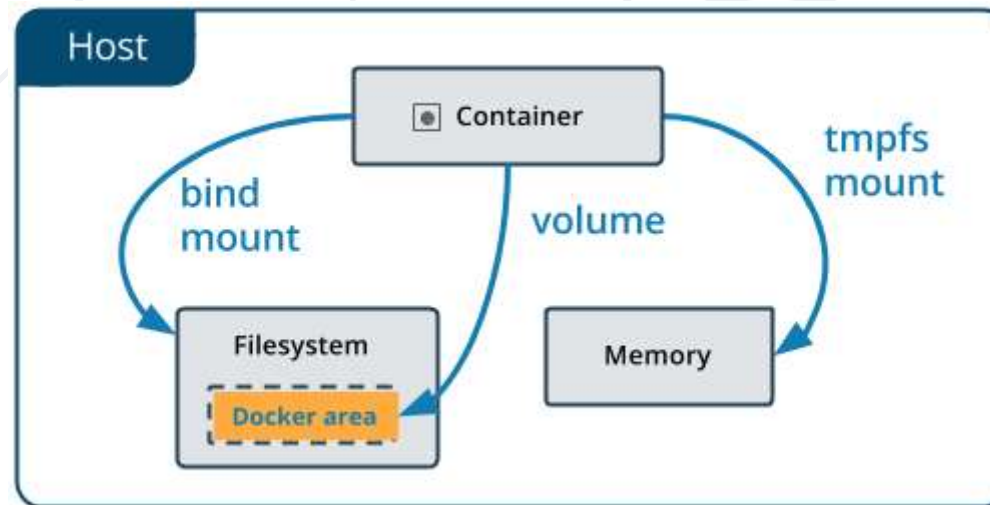 Host
Container
bind
mount
volume
tmpfs
mount
Filesystem
Docker area
Memory